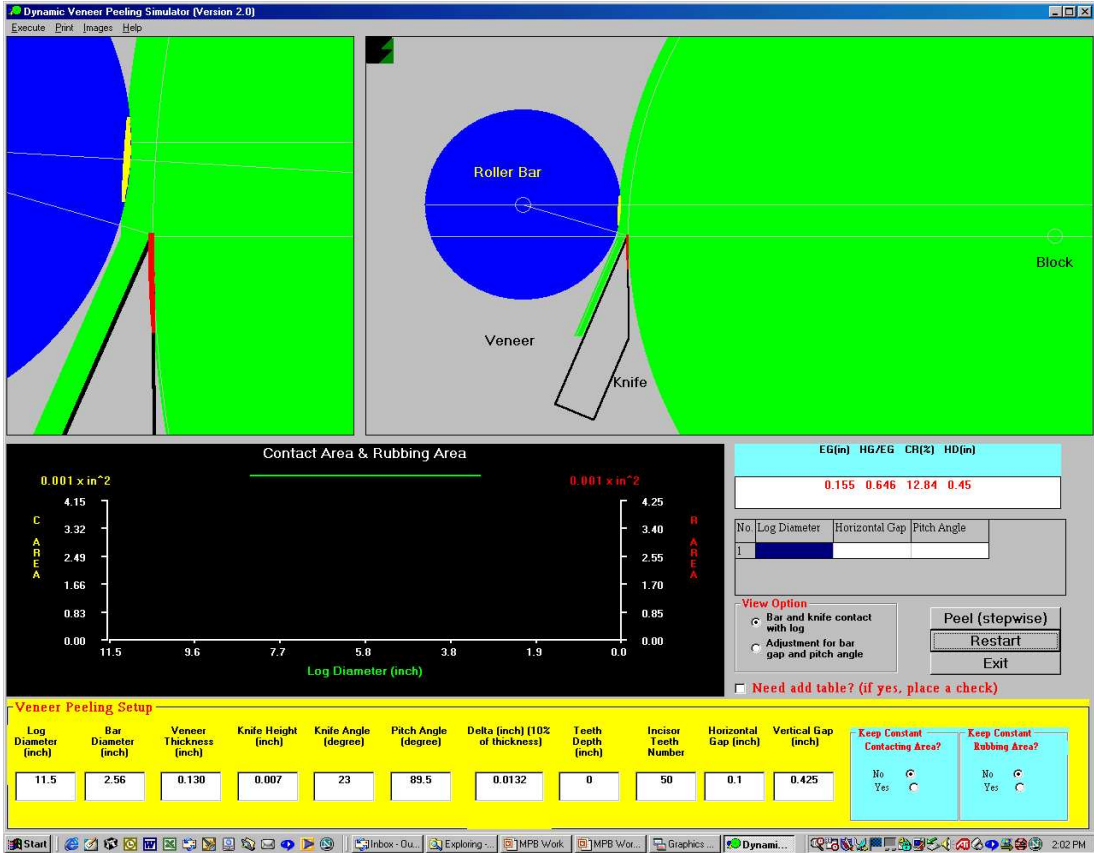 Dynamic Veneer Peeling Simulator (Version 2.0)
Execute Print Images Help
Roller Bar
Block
Veneer
Knife
Contact Area & Rubbing Area
0.001 x in^2
0.001 x in^2
4.15
3.32
2.49
1.66
0.83
0.00
C AREA
4.25
3.40
2.55
1.70
0.85
0.00
R AREA
11.5 9.6 7.7 5.8 3.8 1.9 0.0
Log Diameter (inch)
EG(in) HG/EG CR(%) HD(in)
0.155 0.646 12.84 0.45
No. Log Diameter Horizontal Gap Pitch Angle
1
View Option
Bar and knife contact
with log
Adjustment for bar
gap and pitch angle
Peel (stepwise)
Restart
Exit
Need add table? (if yes, place a check)
Veneer Peeling Setup
Log Diameter (inch)
Bar Diameter (inch)
Veneer Thickness (inch)
Knife Height (inch)
Knife Angle (degree)
Pitch Angle (degree)
Delta (inch) (10% of thickness)
Teeth Depth (inch)
Incisor Teeth Number
Horizontal Gap (inch)
Vertical Gap (inch)
11.5 2.56 0.130 0.007 23 89.5 0.0132 0 50 0.1 0.425
Keep Constant
Contacting Area?
No
Yes
Keep Constant
Rubbing Area?
No
Yes
Start
Inbox - Ou...
Exploring -...
MPB Work
MPB Wor...
Graphics ...
Dynami...
2:02 PM